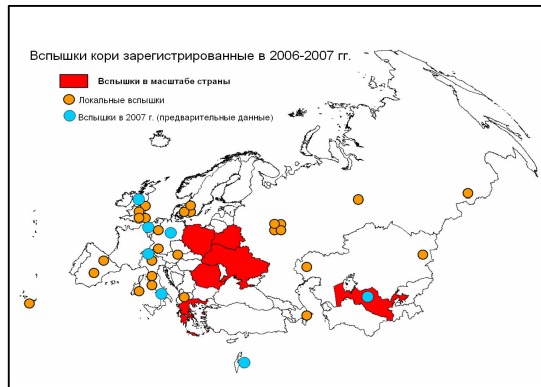 Вспышки кори зарегистрированные в 2006-2007 гг.
Вспышки в масштабе страны
Локальные вспышки
Вспышки в 2007 г. (предварительные данные)